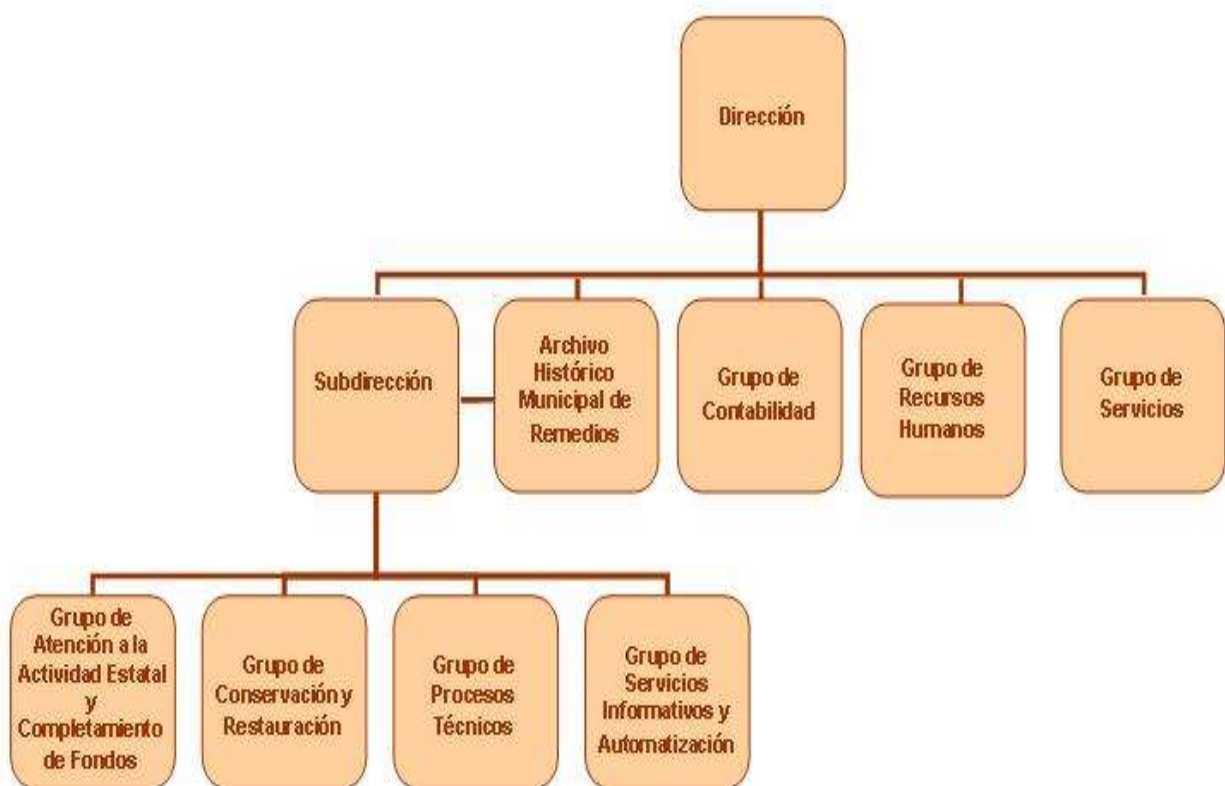 Dirección
Subdirección
Archivo
Histórico
Municipal de
Remedios
Grupo de
Contabilidad
Grupo de
Recursos
Humanos
Grupo de
Servicios
Grupo de
Atención a la
Actividad Estatal
y
Completamiento
de Fondos
Grupo de
Conservación y
Restauración
Grupo de
Procesos
Técnicos
Grupo de
Servicios
Informativos y
Automatización